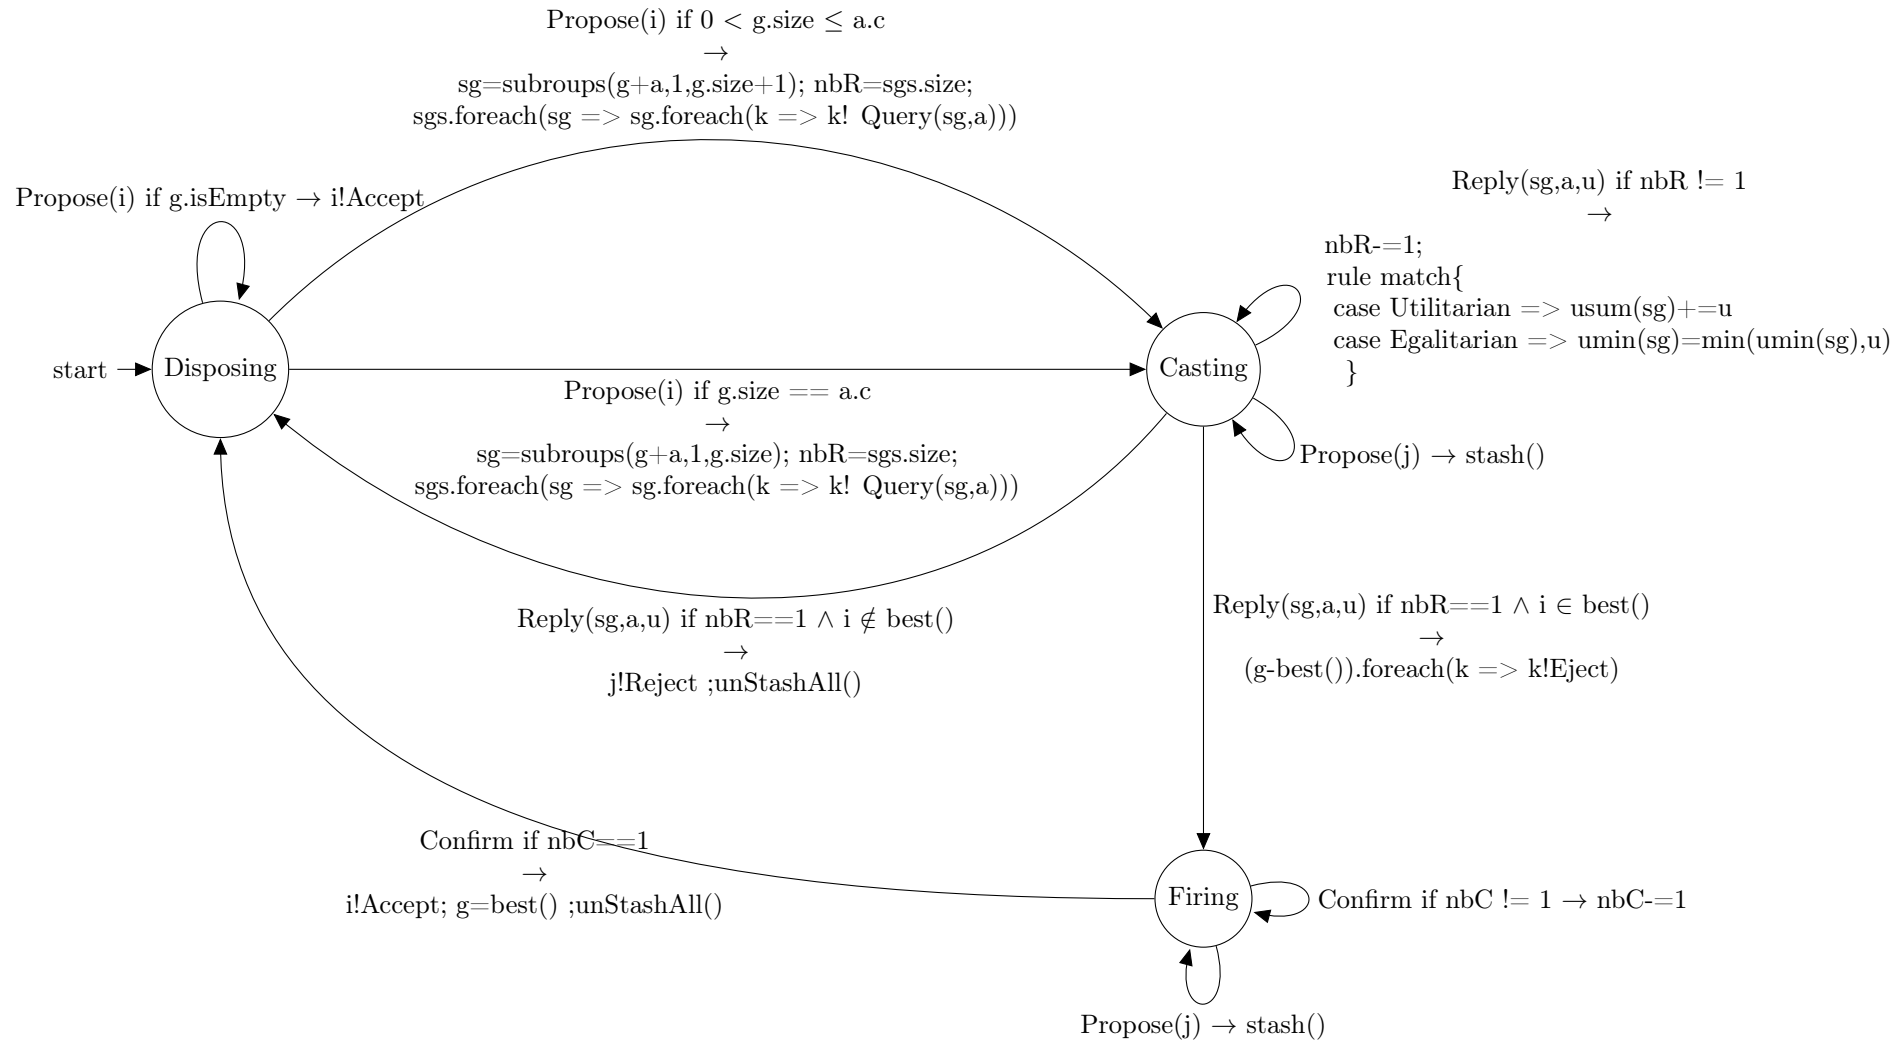 Propose(i) if 0 < g.size ≤ a.c
→
sg=subroups(g+a,1,g.size+1); nbR=sgs.size;
sgs.foreach(sg => sg.foreach(k => k! Query(sg,a)))
Propose(i) if g.isEmpty → i!Accept
Reply(sg,a,u) if nbR != 1
→
nbR-=1;
rule match{
case Utilitarian => usum(sg)+=u
case Egalitarian => umin(sg)=min(umin(sg),u)
}
start
Disposing
Casting
Propose(i) if g.size == a.c
→
sg=subroups(g+a,1,g.size); nbR=sgs.size;
sgs.foreach(sg => sg.foreach(k => k! Query(sg,a)))
Propose(j) → stash()
Reply(sg,a,u) if nbR==1 ∧ i ∉ best()
→
j!Reject ;unStashAll()
Reply(sg,a,u) if nbR==1 ∧ i ∈ best()
→
(g-best()).foreach(k => k!Eject)
Confirm if nbC==1
→
i!Accept; g=best() ;unStashAll()
Firing
Confirm if nbC != 1 → nbC-=1
Propose(j) → stash()